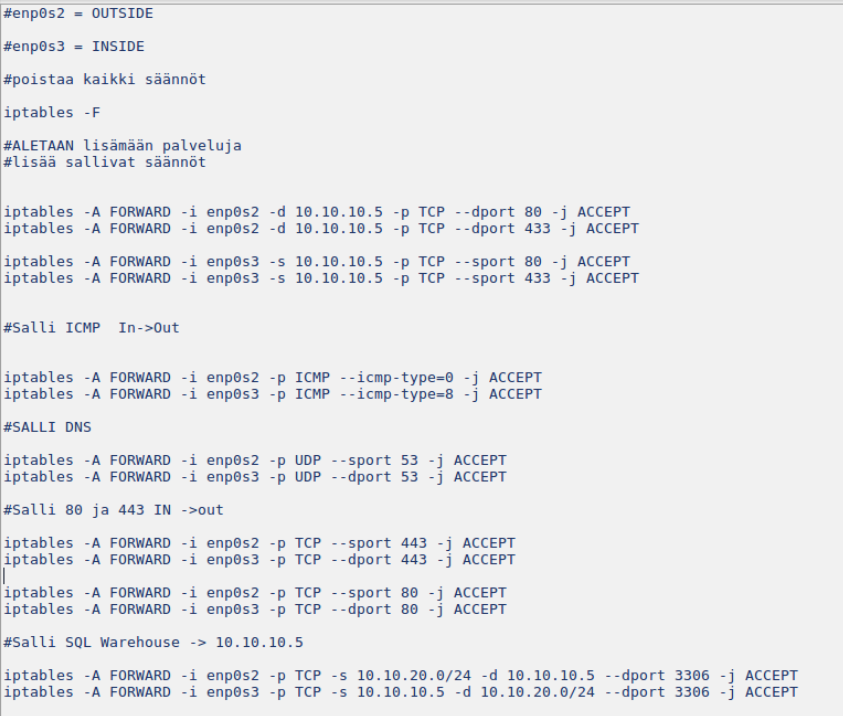 #enp0s2 = OUTSIDE
#enp0s3 = INSIDE
#poistaa kaikki säännöt
iptables -F
#ALETAAN lisämään palveluja
#lisää sallivat säännöt
iptables -A FORWARD -i enp0s2 -d 10.10.10.5 -p TCP --dport 80 -j ACCEPT
iptables -A FORWARD -i enp0s2 -d 10.10.10.5 -p TCP --dport 433 -j ACCEPT
iptables -A FORWARD -i enp0s3 -s 10.10.10.5 -p TCP --sport 80 -j ACCEPT
iptables -A FORWARD -i enp0s3 -s 10.10.10.5 -p TCP --sport 433 -j ACCEPT
#Salli ICMP  In->Out
iptables -A FORWARD -i enp0s2 -p ICMP --icmp-type=0 -j ACCEPT
iptables -A FORWARD -i enp0s3 -p ICMP --icmp-type=8 -j ACCEPT
#SALLI DNS
iptables -A FORWARD -i enp0s2 -p UDP --sport 53 -j ACCEPT
iptables -A FORWARD -i enp0s3 -p UDP --dport 53 -j ACCEPT
#Salli 80 ja 443 IN ->out
iptables -A FORWARD -i enp0s2 -p TCP --sport 443 -j ACCEPT
iptables -A FORWARD -i enp0s3 -p TCP --dport 443 -j ACCEPT
iptables -A FORWARD -i enp0s2 -p TCP --sport 80 -j ACCEPT
iptables -A FORWARD -i enp0s3 -p TCP --dport 80 -j ACCEPT
#Salli SQL Warehouse -> 10.10.10.5
iptables -A FORWARD -i enp0s2 -p TCP -s 10.10.20.0/24 -d 10.10.10.5 --dport 3306 -j ACCEPT
iptables -A FORWARD -i enp0s3 -p TCP -s 10.10.10.5 -d 10.10.20.0/24 --dport 3306 -j ACCEPT